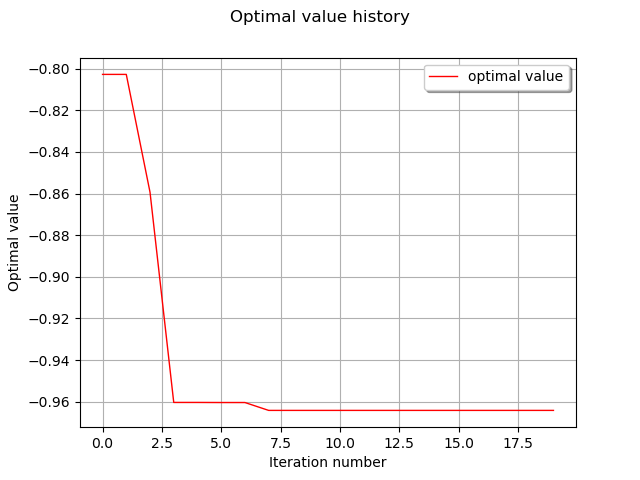 Optimal value history
optimal value
−0.80
−0.82
−0.84
−0.86
−0.88
−0.90
−0.92
−0.94
−0.96
Optimal value
0.0 2.5 5.0 7.5 10.0 12.5 15.0 17.5
Iteration number